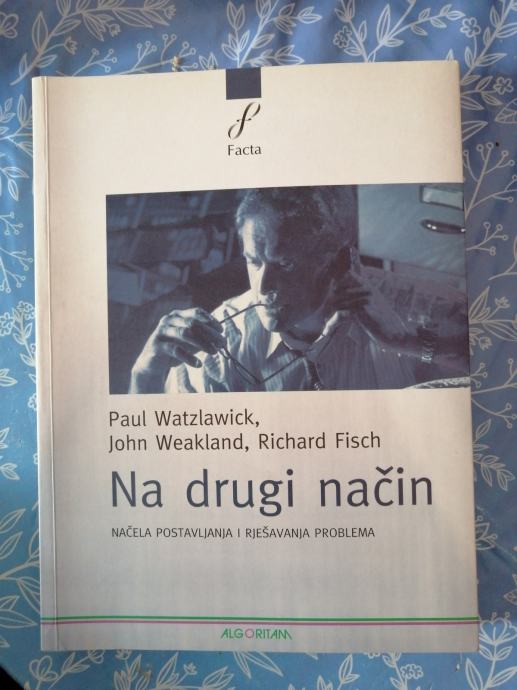 Facta
Paul Watzlawick,
John Weakland, Richard Fisch
Na drugi način
NAČELA POSTAVLJANJA I RJEŠAVANJA PROBLEMA
ALGORITAM